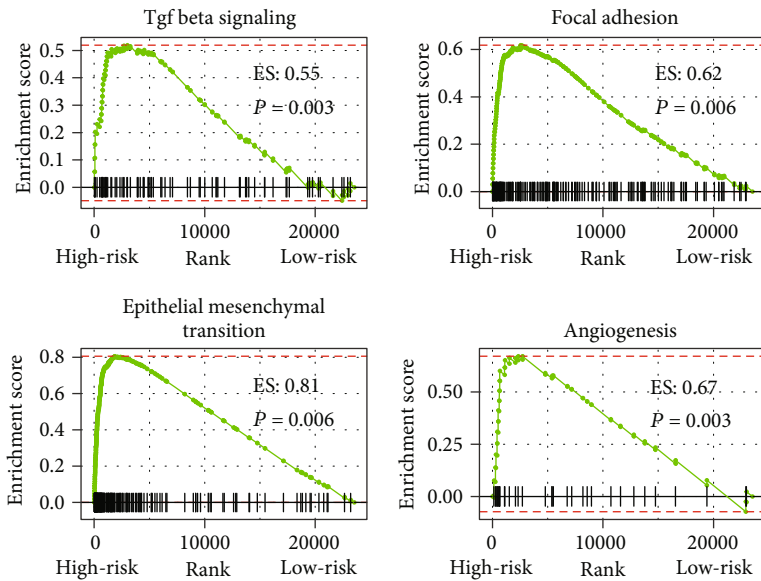 Tgf beta signaling
Enrichment score
0.5
0.4
0.3
0.2
0.1
0.0
ES: 0.55
P = 0.003
0 10000 20000
High-risk Rank Low-risk
Focal adhesion
Enrichment score
0.6
0.4
0.2
0.0
ES: 0.62
P = 0.006
0 10000 20000
High-risk Rank Low-risk
Epithelial mesenchymal
transition
Enrichment score
0.8
0.6
0.4
0.2
0.0
ES: 0,81
P = 0.006
0 10000 20000
High-risk Rank Low-risk
Angiogenesis
Enrichment score
0.50
0.25
0.00
ES: 0.67
P = 0.003
0 10000 20000
High-risk Rank Low-risk